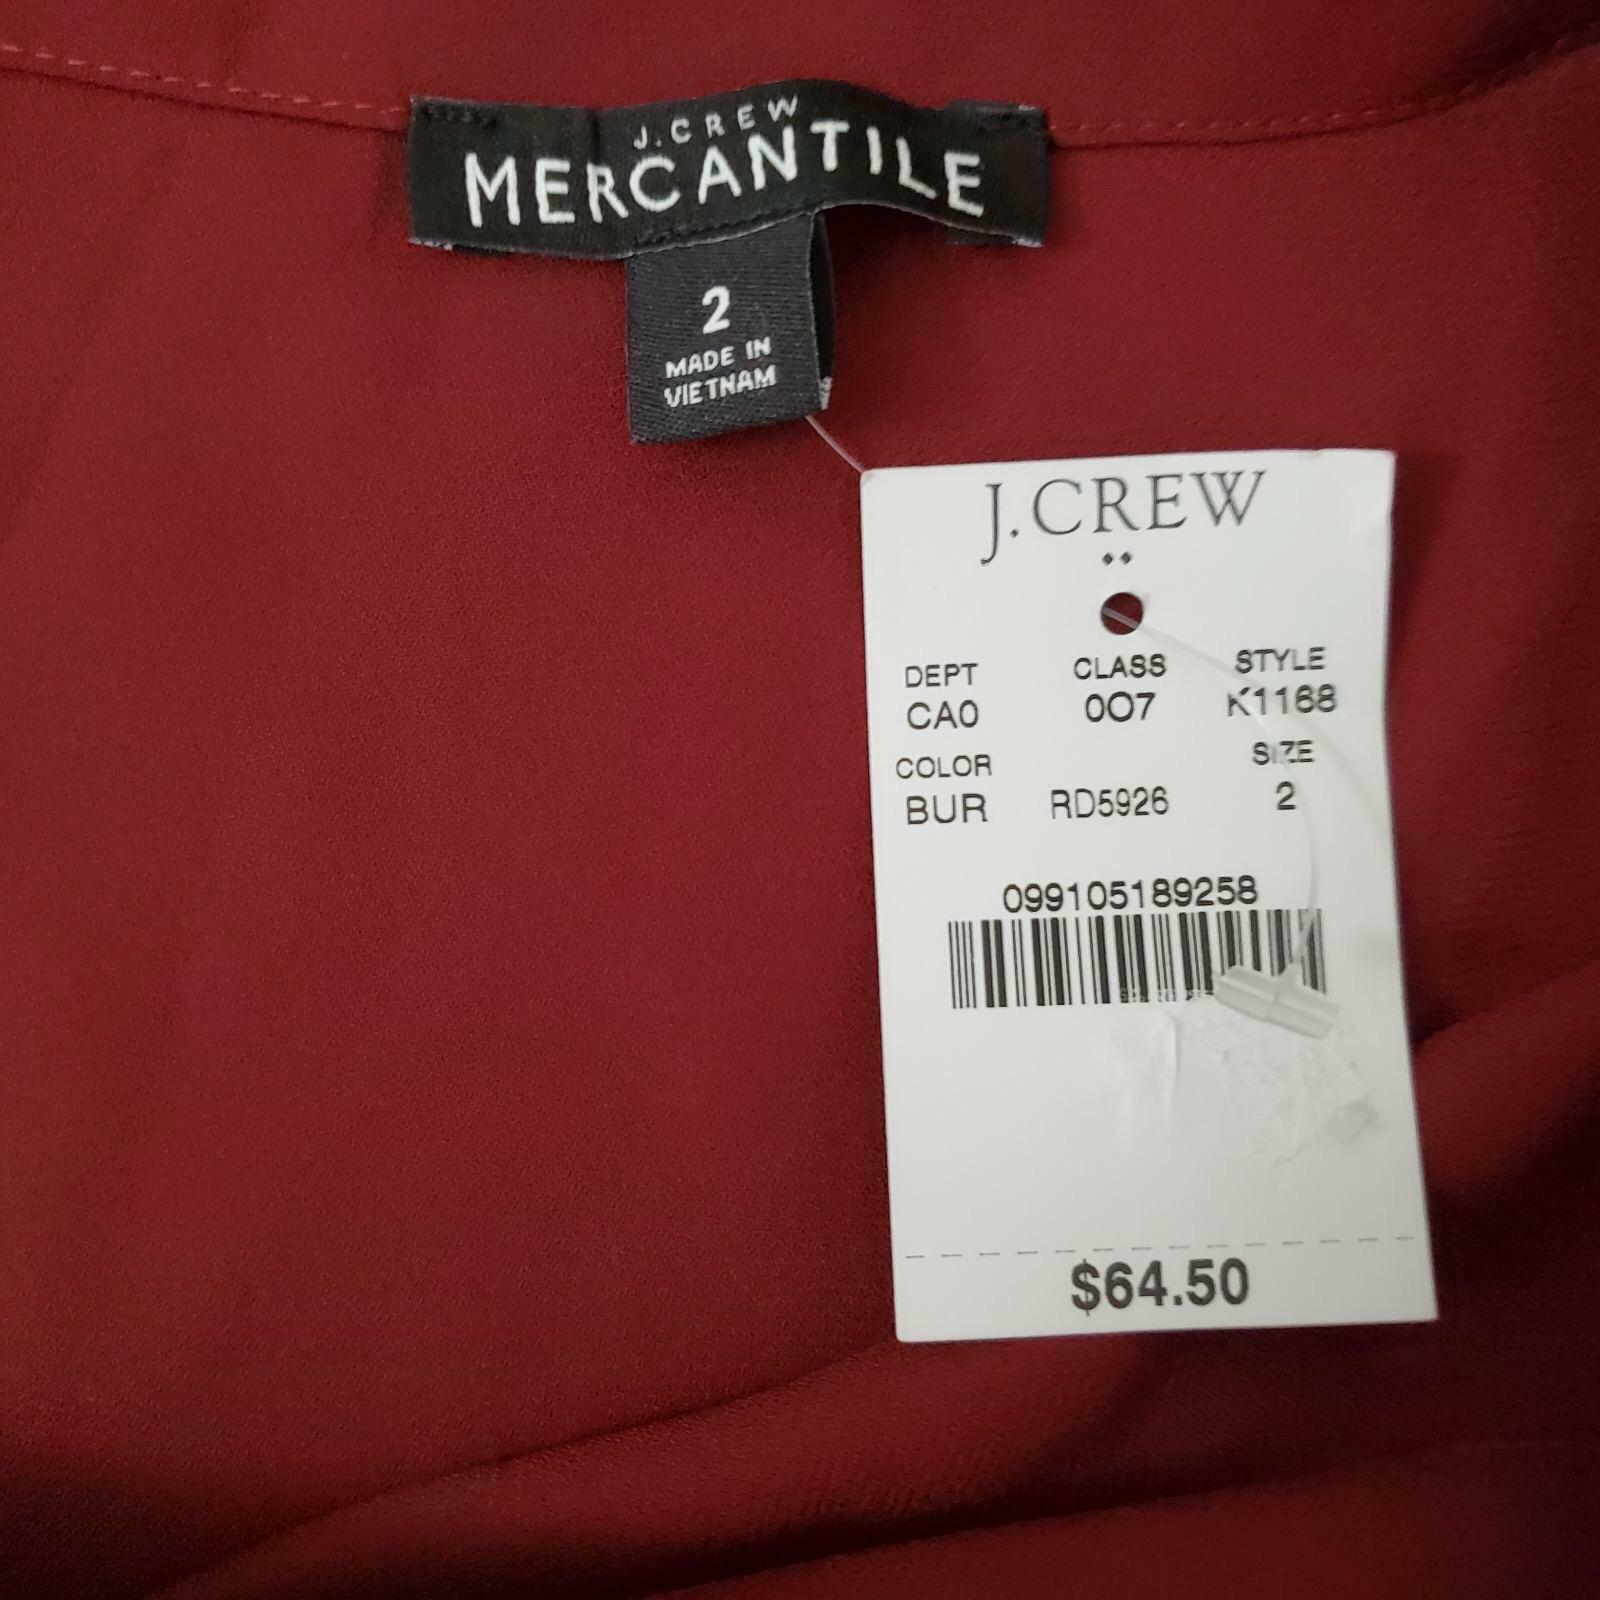 J.CREW
MERCANTILE
2
MADE IN
VIETNAM
J.CREW
DEPT CLASS STYLE
CA0 0O7 K1168
COLOR SIZE
BUR RD5926 2
099105189258
$64.50